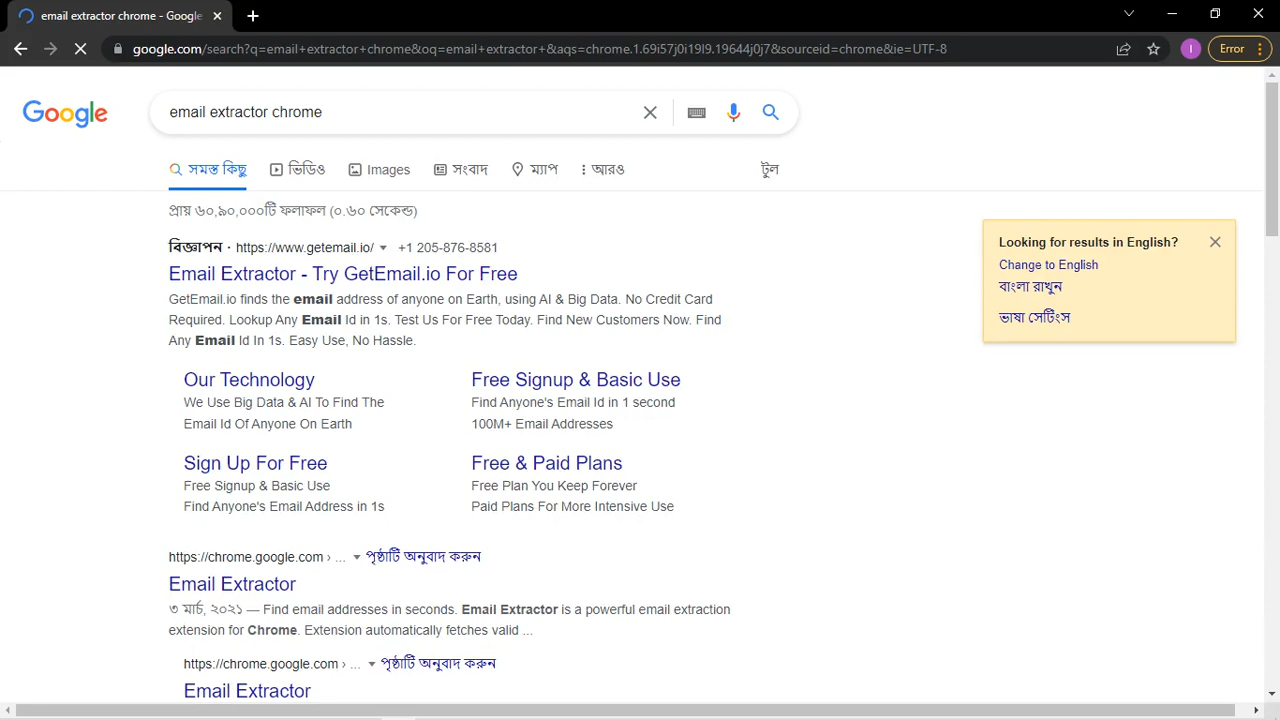 email extractor chrome - Google
google.com/search?q=email+extractor+chrome&oq=email+extractor+&aqs=chrome.1.69i57j0i19l9.19644j0j7&sourceid=chrome&ie=UTF-8
I
Error
Google
email extractor chrome
সমস্ত কিছু
ভিডিও
Images
সংবাদ
ম্যাপ
আরও
টুল
প্রায় ৬০,৯০,০০০টি ফলাফল (০.৬০ সেকেন্ড)
বিজ্ঞাপন · https://www.getemail.io/ +1 205-876-8581
Email Extractor - Try GetEmail.io For Free
GetEmail.io finds the email address of anyone on Earth, using AI & Big Data. No Credit Card
Required. Lookup Any Email Id in 1s. Test Us For Free Today. Find New Customers Now. Find
Any Email Id In 1s. Easy Use, No Hassle.
Our Technology
We Use Big Data & AI To Find The
Email Id Of Anyone On Earth
Free Signup & Basic Use
Find Anyone's Email Id in 1 second
100M+ Email Addresses
Sign Up For Free
Free Signup & Basic Use
Find Anyone's Email Address in 1s
Free & Paid Plans
Free Plan You Keep Forever
Paid Plans For More Intensive Use
https://chrome.google.com › ... পৃষ্ঠাটি অনুবাদ করুন
Email Extractor
৩ মার্চ, ২০২১ — Find email addresses in seconds. Email Extractor is a powerful email extraction
extension for Chrome. Extension automatically fetches valid ...
https://chrome.google.com › ... পৃষ্ঠাটি অনুবাদ করুন
Email Extractor
Looking for results in English?
Change to English
বাংলা রাখুন
ভাষা সেটিংস